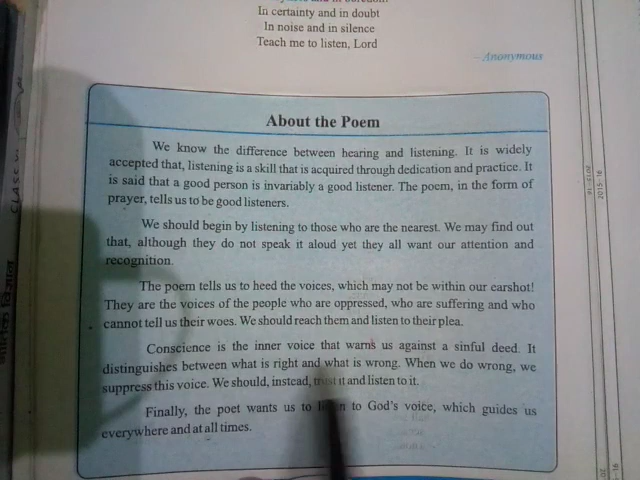 In certainty and in doubt
In noise and in silence
Teach me to listen, Lord
– Anonymous
About the Poem
We know the difference between hearing and listening. It is widely
accepted that, listening is a skill that is acquired through dedication and practice. It
is said that a good person is invariably a good listener. The poem, in the form of
prayer, tells us to be good listeners.
We should begin by listening to those who are the nearest. We may find out
that, although they do not speak it aloud yet they all want our attention and
recognition.
The poem tells us to heed the voices, which may not be within our earshot!
They are the voices of the people who are oppressed, who are suffering and who
cannot tell us their woes. We should reach them and listen to their plea.
Conscience is the inner voice that warns us against a sinful deed. It
distinguishes between what is right and what is wrong. When we do wrong, we
suppress this voice. We should, instead, trust it and listen to it.
Finally, the poet wants us to listen to God's voice, which guides us
everywhere and at all times.
2015-16